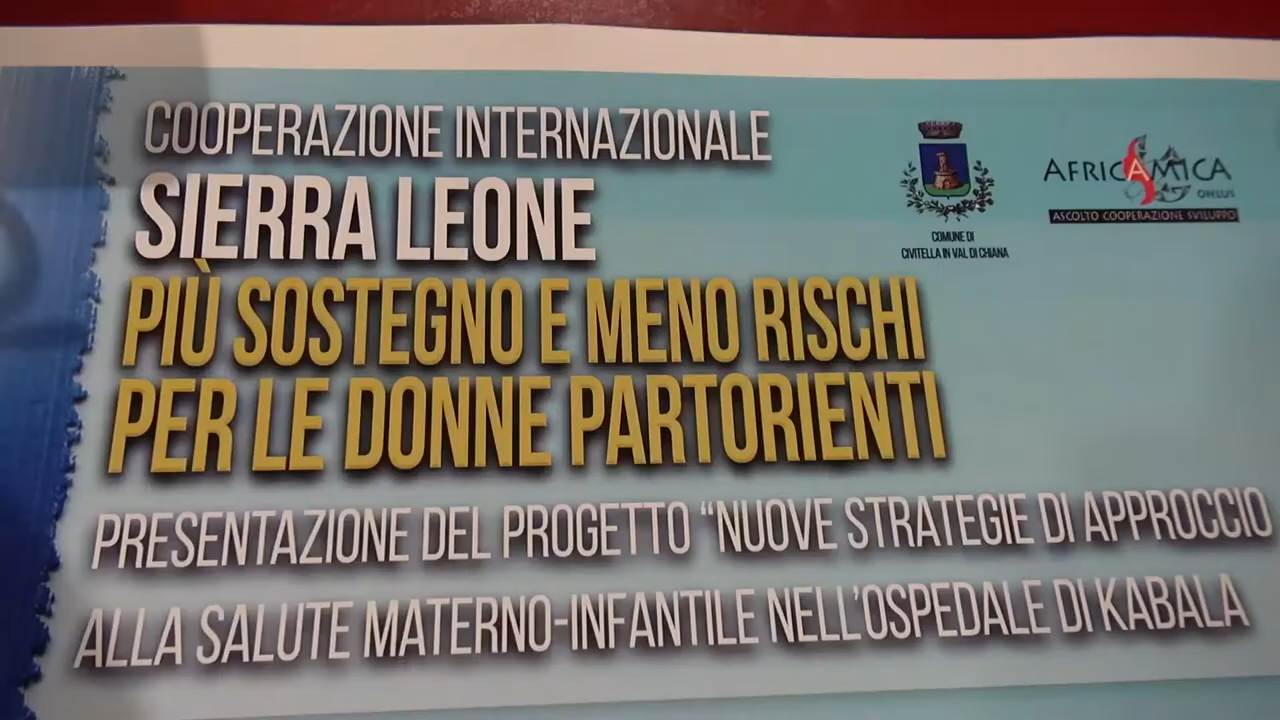 COOPERAZIONE INTERNAZIONALE
SIERRA LEONE
PIÙ SOSTEGNO E MENO RISCHI
PER LE DONNE PARTORIENTI
PRESENTAZIONE DEL PROGETTO “NUOVE STRATEGIE DI APPROCCIO
ALLA SALUTE MATERNO-INFANTILE NELL’OSPEDALE DI KABALA
COMUNE DI
CIVITELLA IN VAL DI CHIANA
AFRICAMICA
ONLUS
ASCOLTO COOPERAZIONE SVILUPPO